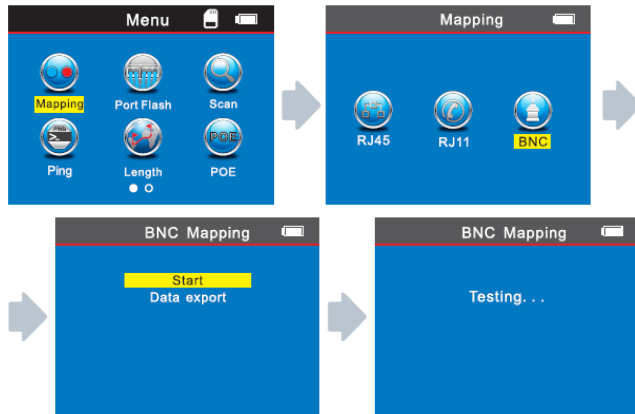 Menu
Mapping
Port Flash
Scan
Ping
Length
POE
POE
Mapping
RJ45
RJ11
BNC
BNC Mapping
Start
Data export
BNC Mapping
Testing. . .